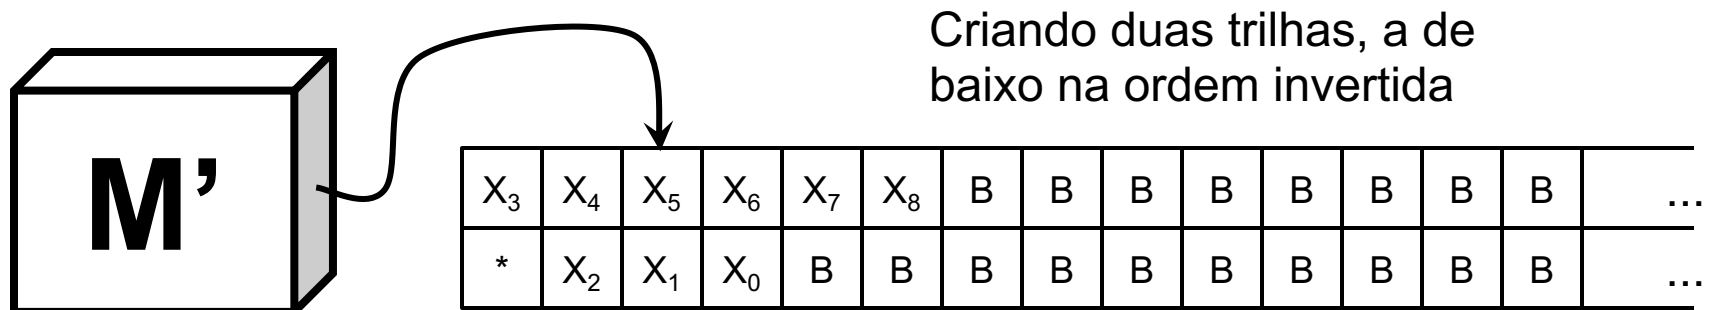 Criando duas trilhas, a de
baixo na ordem invertida
M’
X₃ X₄ X₅ X₆ X₇ X₈ B B B B B B B B ...
* X₂ X₁ X₀ B B B B B B B B B B ...